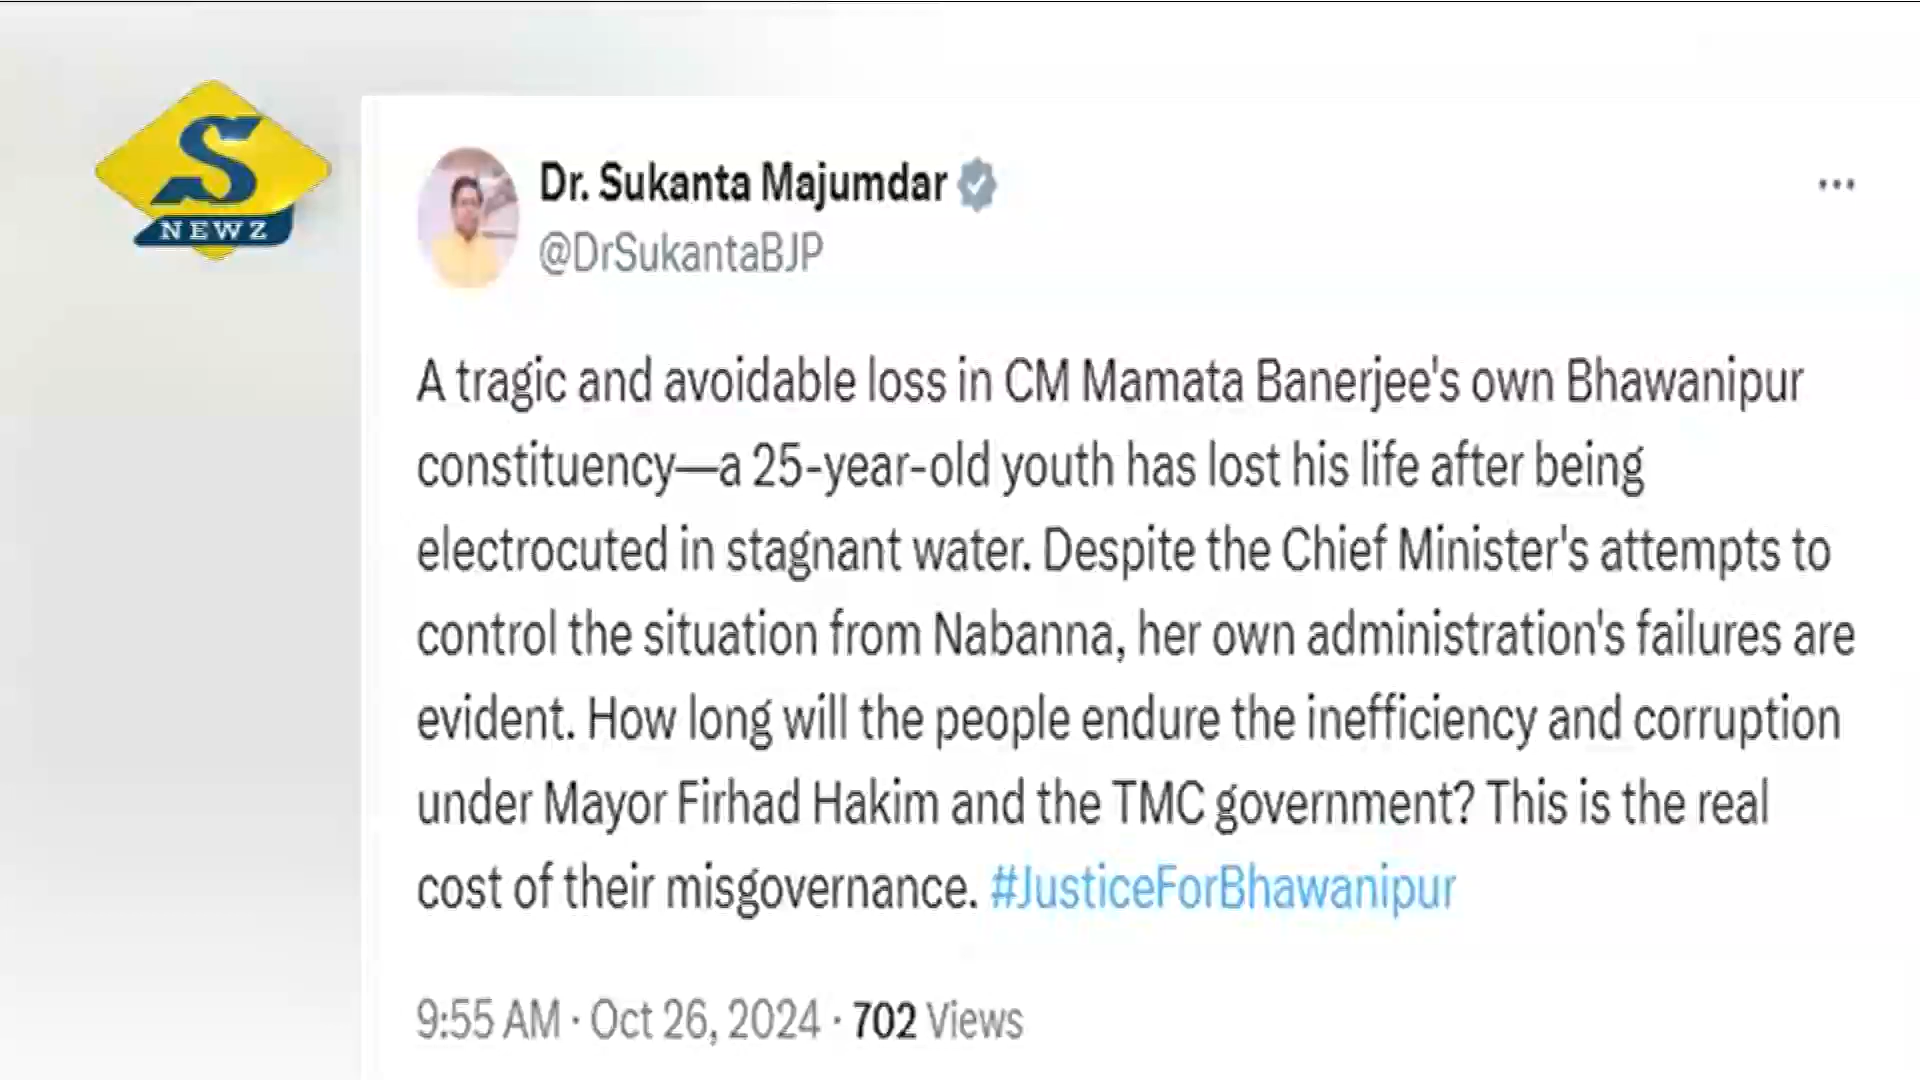 S
NEWZ
Dr. Sukanta Majumdar
@DrSukantaBJP
A tragic and avoidable loss in CM Mamata Banerjee's own Bhawanipur
constituency—a 25-year-old youth has lost his life after being
electrocuted in stagnant water. Despite the Chief Minister's attempts to
control the situation from Nabanna, her own administration's failures are
evident. How long will the people endure the inefficiency and corruption
under Mayor Firhad Hakim and the TMC government? This is the real
cost of their misgovernance. #JusticeForBhawanipur
9:55 AM · Oct 26, 2024 · 702 Views